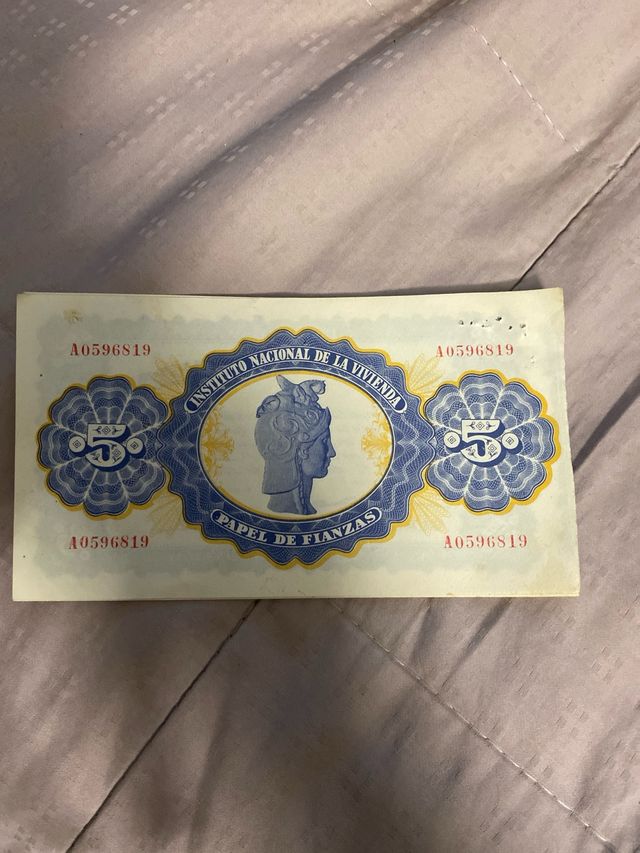 A0596819
A0596819
INSTITUTO NACIONAL DE LA VIVIENDA
5
5
PAPEL DE FIANZAS
A0596819
A0596819